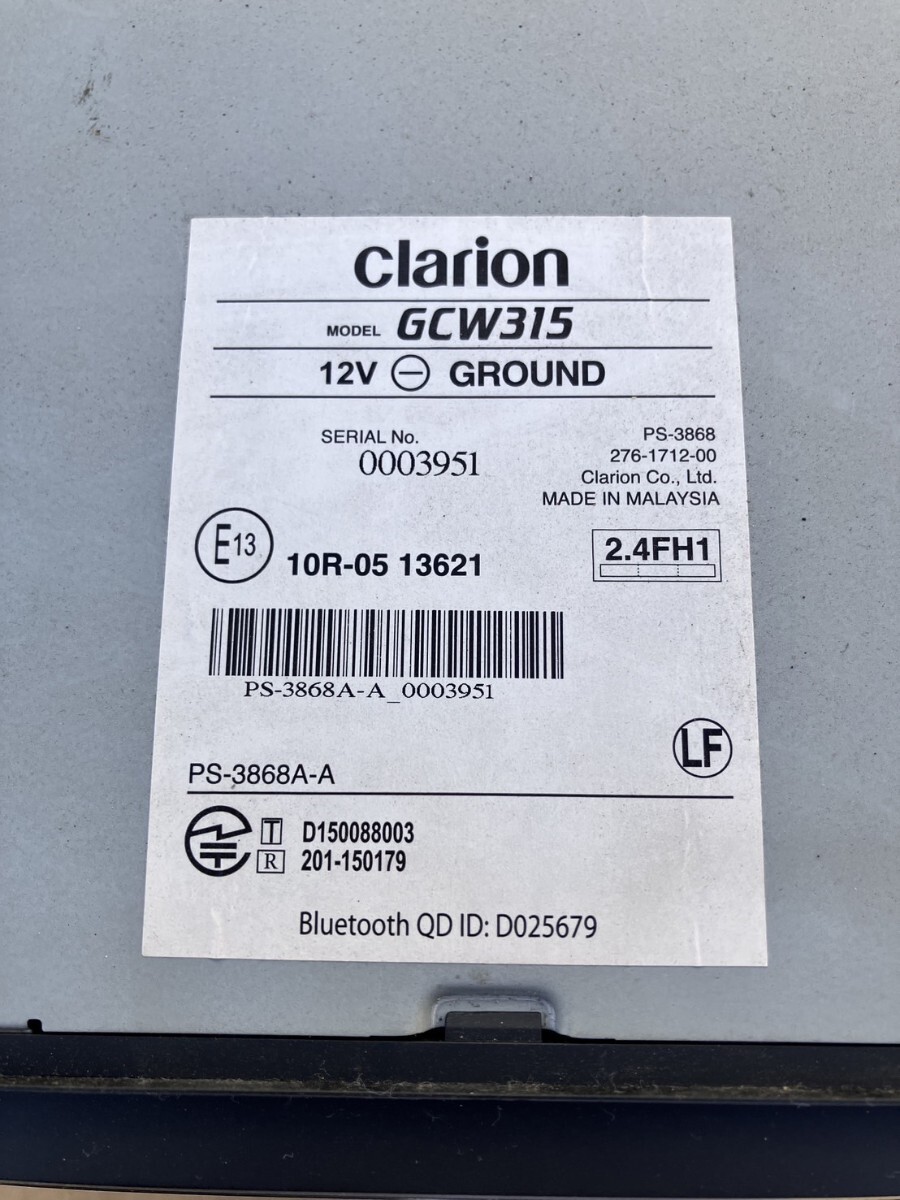 clarion
MODEL GCW315
12V ⊖ GROUND
SERIAL No.
0003951
PS-3868
276-1712-00
Clarion Co., Ltd.
MADE IN MALAYSIA
E13
10R-05 13621
2.4FH1
PS-3868A-A_0003951
LF
PS-3868A-A
T D150088003
R 201-150179
Bluetooth QD ID: D025679